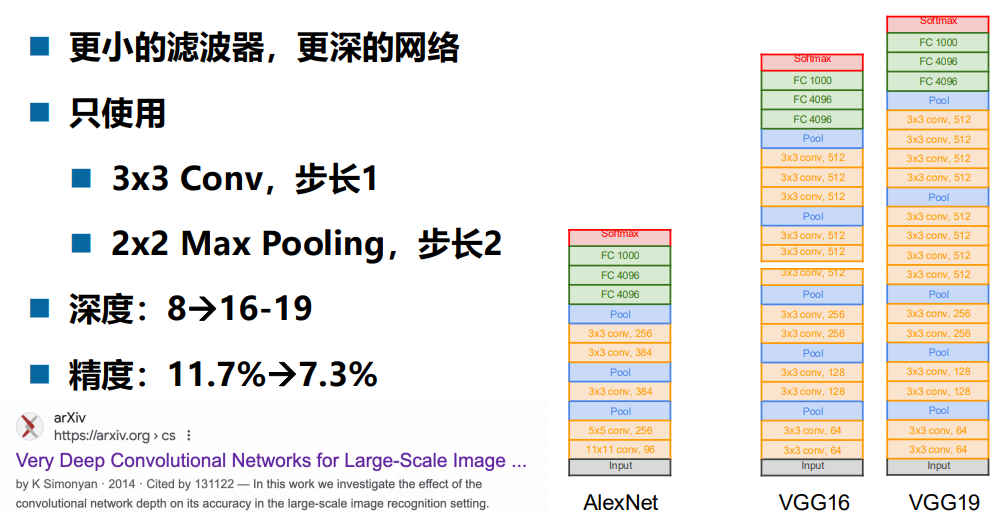 更小的滤波器，更深的网络
只使用
3x3 Conv，步长1
2x2 Max Pooling，步长2
深度：8→16-19
精度：11.7%→7.3%
arXiv
https://arxiv.org › cs
Very Deep Convolutional Networks for Large-Scale Image ...
by K Simonyan · 2014 · Cited by 131122 — In this work we investigate the effect of the
convolutional network depth on its accuracy in the large-scale image recognition setting.
Softmax
FC 1000
FC 4096
FC 4096
Pool
3x3 conv, 256
3x3 conv, 384
Pool
3x3 conv, 384
Pool
5x5 conv, 256
11x11 conv, 96
Input
AlexNet
Softmax
FC 1000
FC 4096
FC 4096
Pool
3x3 conv, 512
3x3 conv, 512
3x3 conv, 512
Pool
3x3 conv, 512
3x3 conv, 512
3x3 conv, 512
Pool
3x3 conv, 256
3x3 conv, 256
Pool
3x3 conv, 128
3x3 conv, 128
Pool
3x3 conv, 64
3x3 conv, 64
Input
VGG16
Softmax
FC 1000
FC 4096
FC 4096
Pool
3x3 conv, 512
3x3 conv, 512
3x3 conv, 512
3x3 conv, 512
Pool
3x3 conv, 512
3x3 conv, 512
3x3 conv, 512
3x3 conv, 512
Pool
3x3 conv, 256
3x3 conv, 256
Pool
3x3 conv, 128
3x3 conv, 128
Pool
3x3 conv, 64
3x3 conv, 64
Input
VGG19